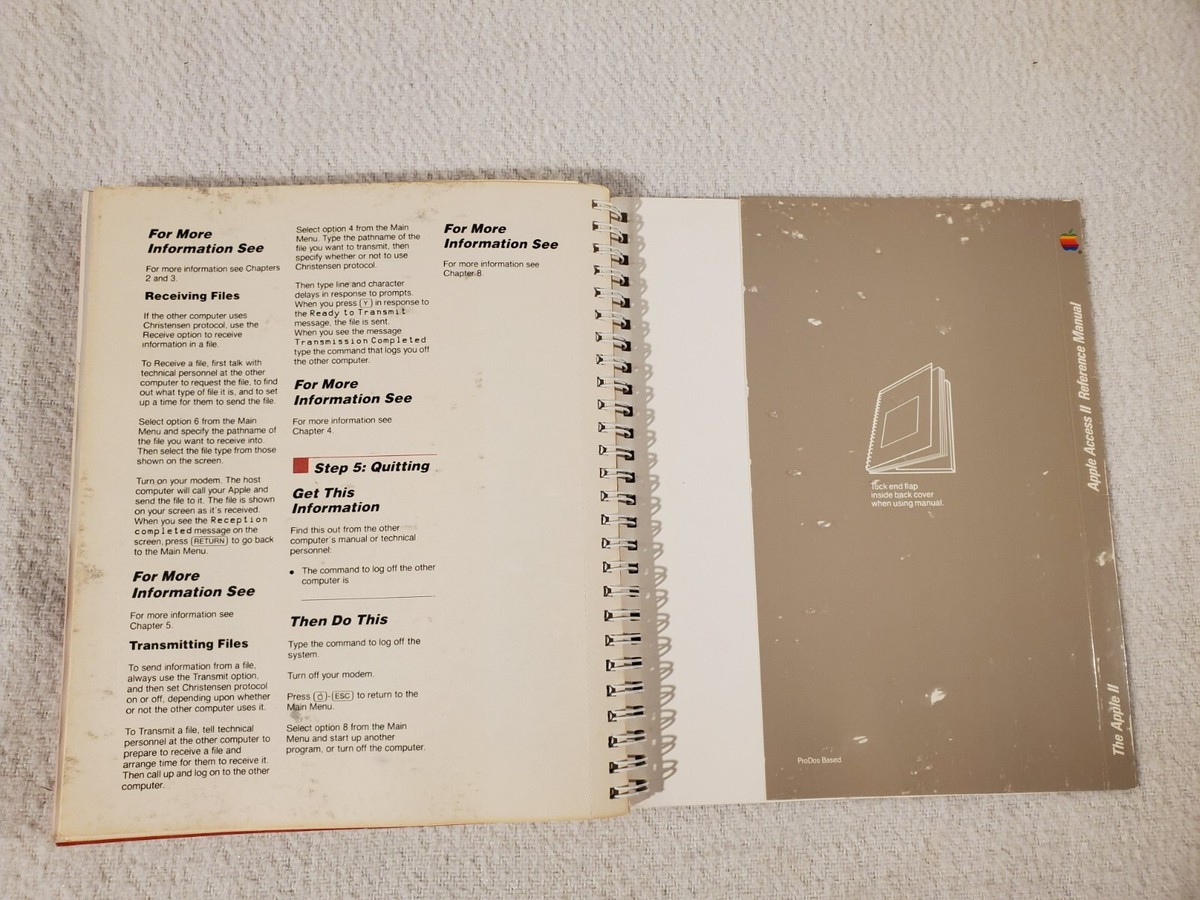 For More
Information See
For more information see Chapters
2 and 3.
Receiving Files
If the other computer uses
Christensen protocol, use the
Receive option to receive
information in a file.
To Receive a file, first talk with
technical personnel at the other
computer to request the file, to find
out what type of file it is, and to set
up a time for them to send the file.
Select option 6 from the Main
Menu and specify the pathname of
the file you want to receive into.
Then select the file type from those
shown on the screen.
Turn on your modem. The host
computer will call your Apple and
send the file to it. The file is shown
on your screen as it's received.
When you see the Reception
completed message on the
screen, press RETURN to go back
to the Main Menu.
For More
Information See
For more information see
Chapter 5.
Transmitting Files
To send information from a file,
always use the Transmit option,
and then set Christensen protocol
on or off, depending upon whether
or not the other computer uses it.
To Transmit a file, tell technical
personnel at the other computer to
prepare to receive a file and
arrange time for them to receive it.
Then call up and log on to the other
computer.
Select option 4 from the Main
Menu. Type the pathname of the
file you want to transmit, then
specify whether or not to use
Christensen protocol.
Then type line and character
delays in response to prompts.
When you press Y in response to
the Ready to Transmit
message, the file is sent.
When you see the message
Transmission Completed
type the command that logs you off
the other computer.
For More
Information See
For more information see
Chapter 4.
Step 5: Quitting
Get This
Information
Find this out from the other
computer's manual or technical
personnel:
• The command to log off the other
computer is
Then Do This
Type the command to log off the
system.
Turn off your modem.
Press -ESC to return to the
Main Menu.
Select option 8 from the Main
Menu and start up another
program, or turn off the computer.
For More
Information See
For more information see
Chapter 8.
Tuck end flap
inside back cover
when using manual.
ProDos Based
Apple Access II Reference Manual
The Apple II